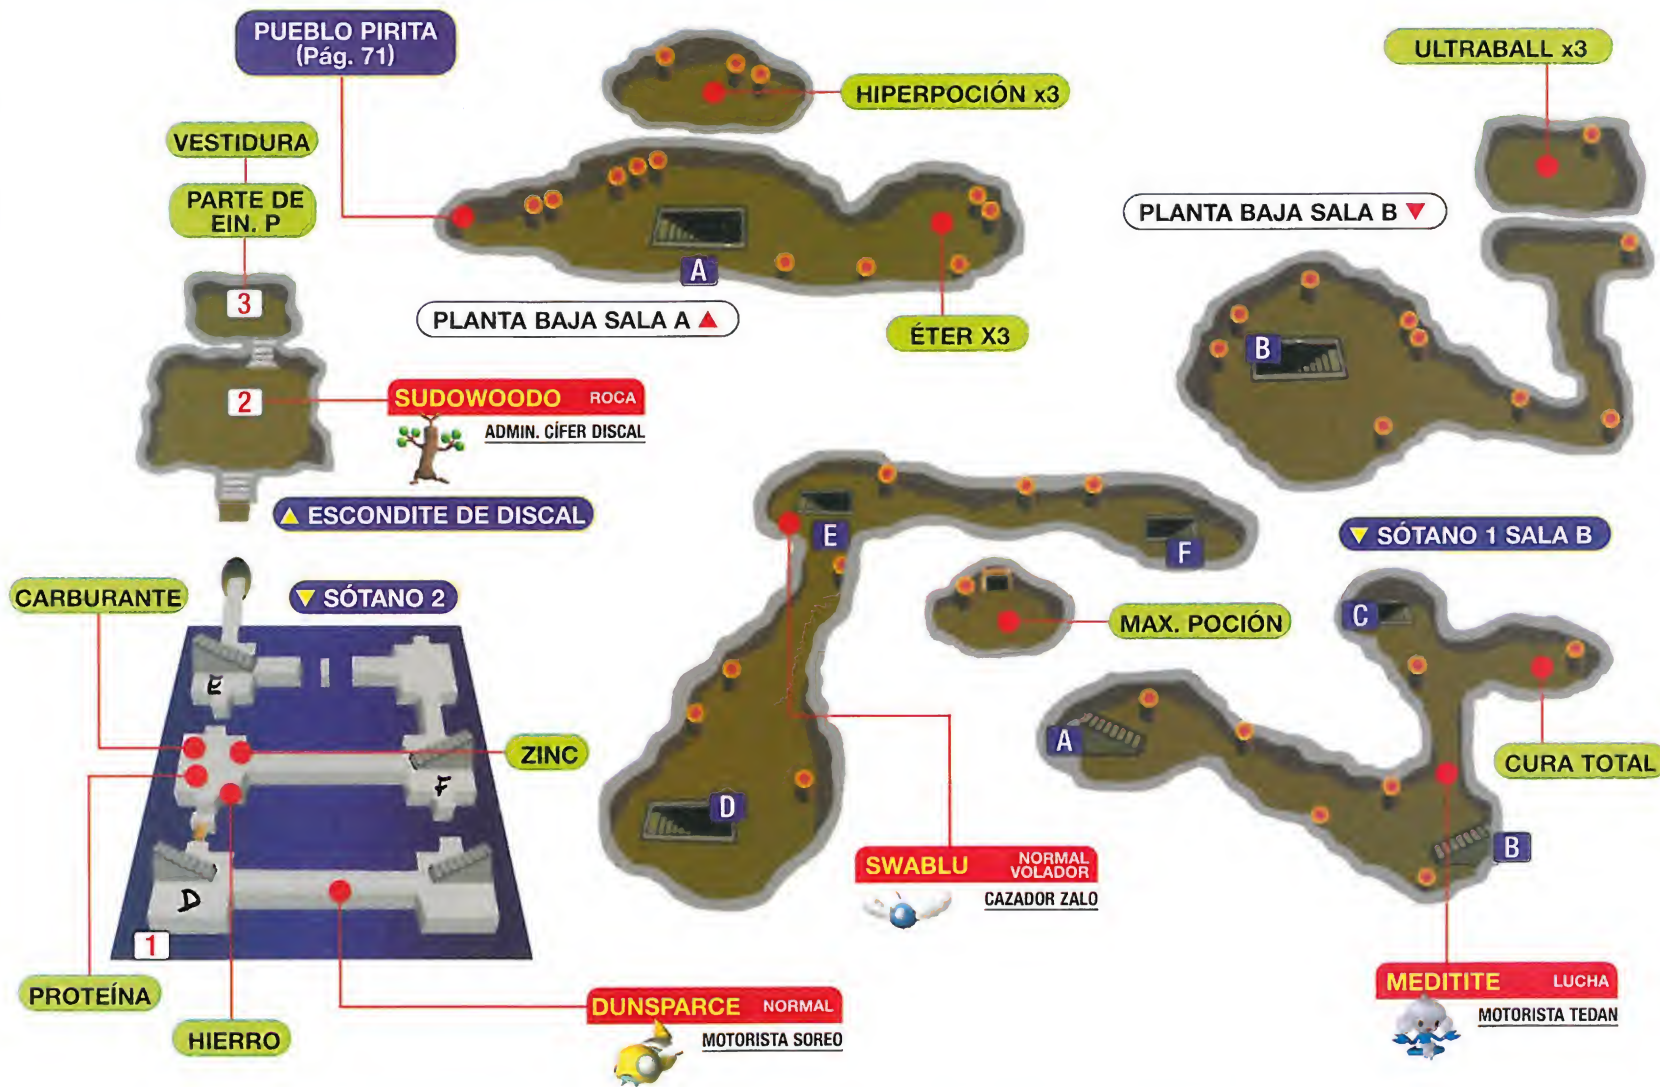 PUEBLO PIRITA
(Pág. 71)
HIPERPOCIÓN x3
ULTRABALL x3
VESTIDURA
PARTE DE
EIN. P
3
2
A
PLANTA BAJA SALA A
ÉTER X3
PLANTA BAJA SALA B
B
SUDOWOODO ROCA
ADMIN. CÍFER DISCAL
ESCONDITE DE DISCAL
E
F
MAX. POCIÓN
SÓTANO 1 SALA B
C
A
B
CURA TOTAL
D
CARBURANTE
SÓTANO 2
E
ZINC
F
D
1
PROTEÍNA
HIERRO
SWABLU NORMAL
VOLADOR
CAZADOR ZALO
DUNSPARCE NORMAL
MOTORISTA SOREO
MEDITITE LUCHA
MOTORISTA TEDAN